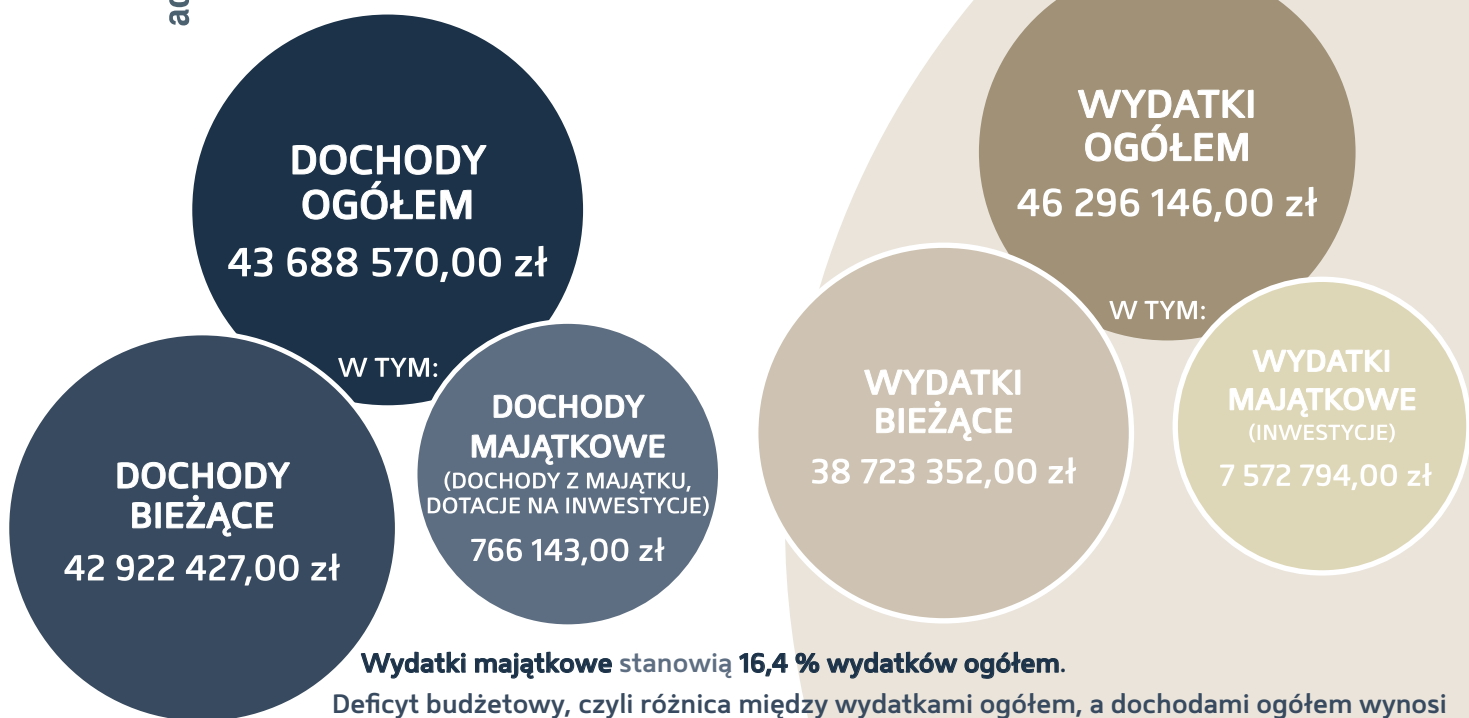 DOCHODY
OGÓŁEM
43 688 570,00 zł
W TYM:
DOCHODY
BIEŻĄCE
42 922 427,00 zł
DOCHODY
MAJĄTKOWE
(DOCHODY Z MAJĄTKU,
DOTACJE NA INWESTYCJE)
766 143,00 zł
WYDATKI
OGÓŁEM
46 296 146,00 zł
W TYM:
WYDATKI
BIEŻĄCE
38 723 352,00 zł
WYDATKI
MAJĄTKOWE
(INWESTYCJE)
7 572 794,00 zł
Wydatki majątkowe stanowią 16,4 % wydatków ogółem.
Deficyt budżetowy, czyli różnica między wydatkami ogółem, a dochodami ogółem wynosi